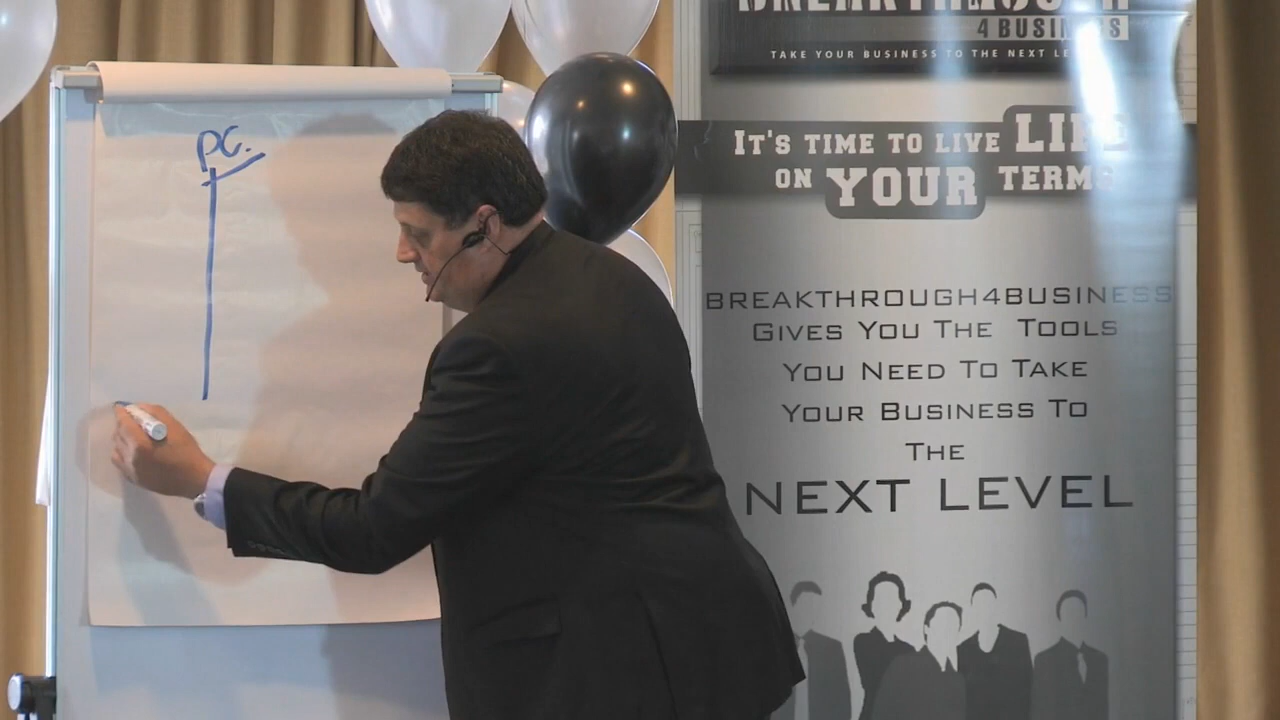 PC.
BREAKTHROUGH
4 BUSINESS
TAKE YOUR BUSINESS TO THE NEXT
IT'S TIME TO LIVE LIFE
ON YOUR TERMS
BREAKTHROUGH4BUSINESS
GIVES YOU THE TOOLS
YOU NEED TO TAKE
YOUR BUSINESS TO
THE
NEXT LEVEL